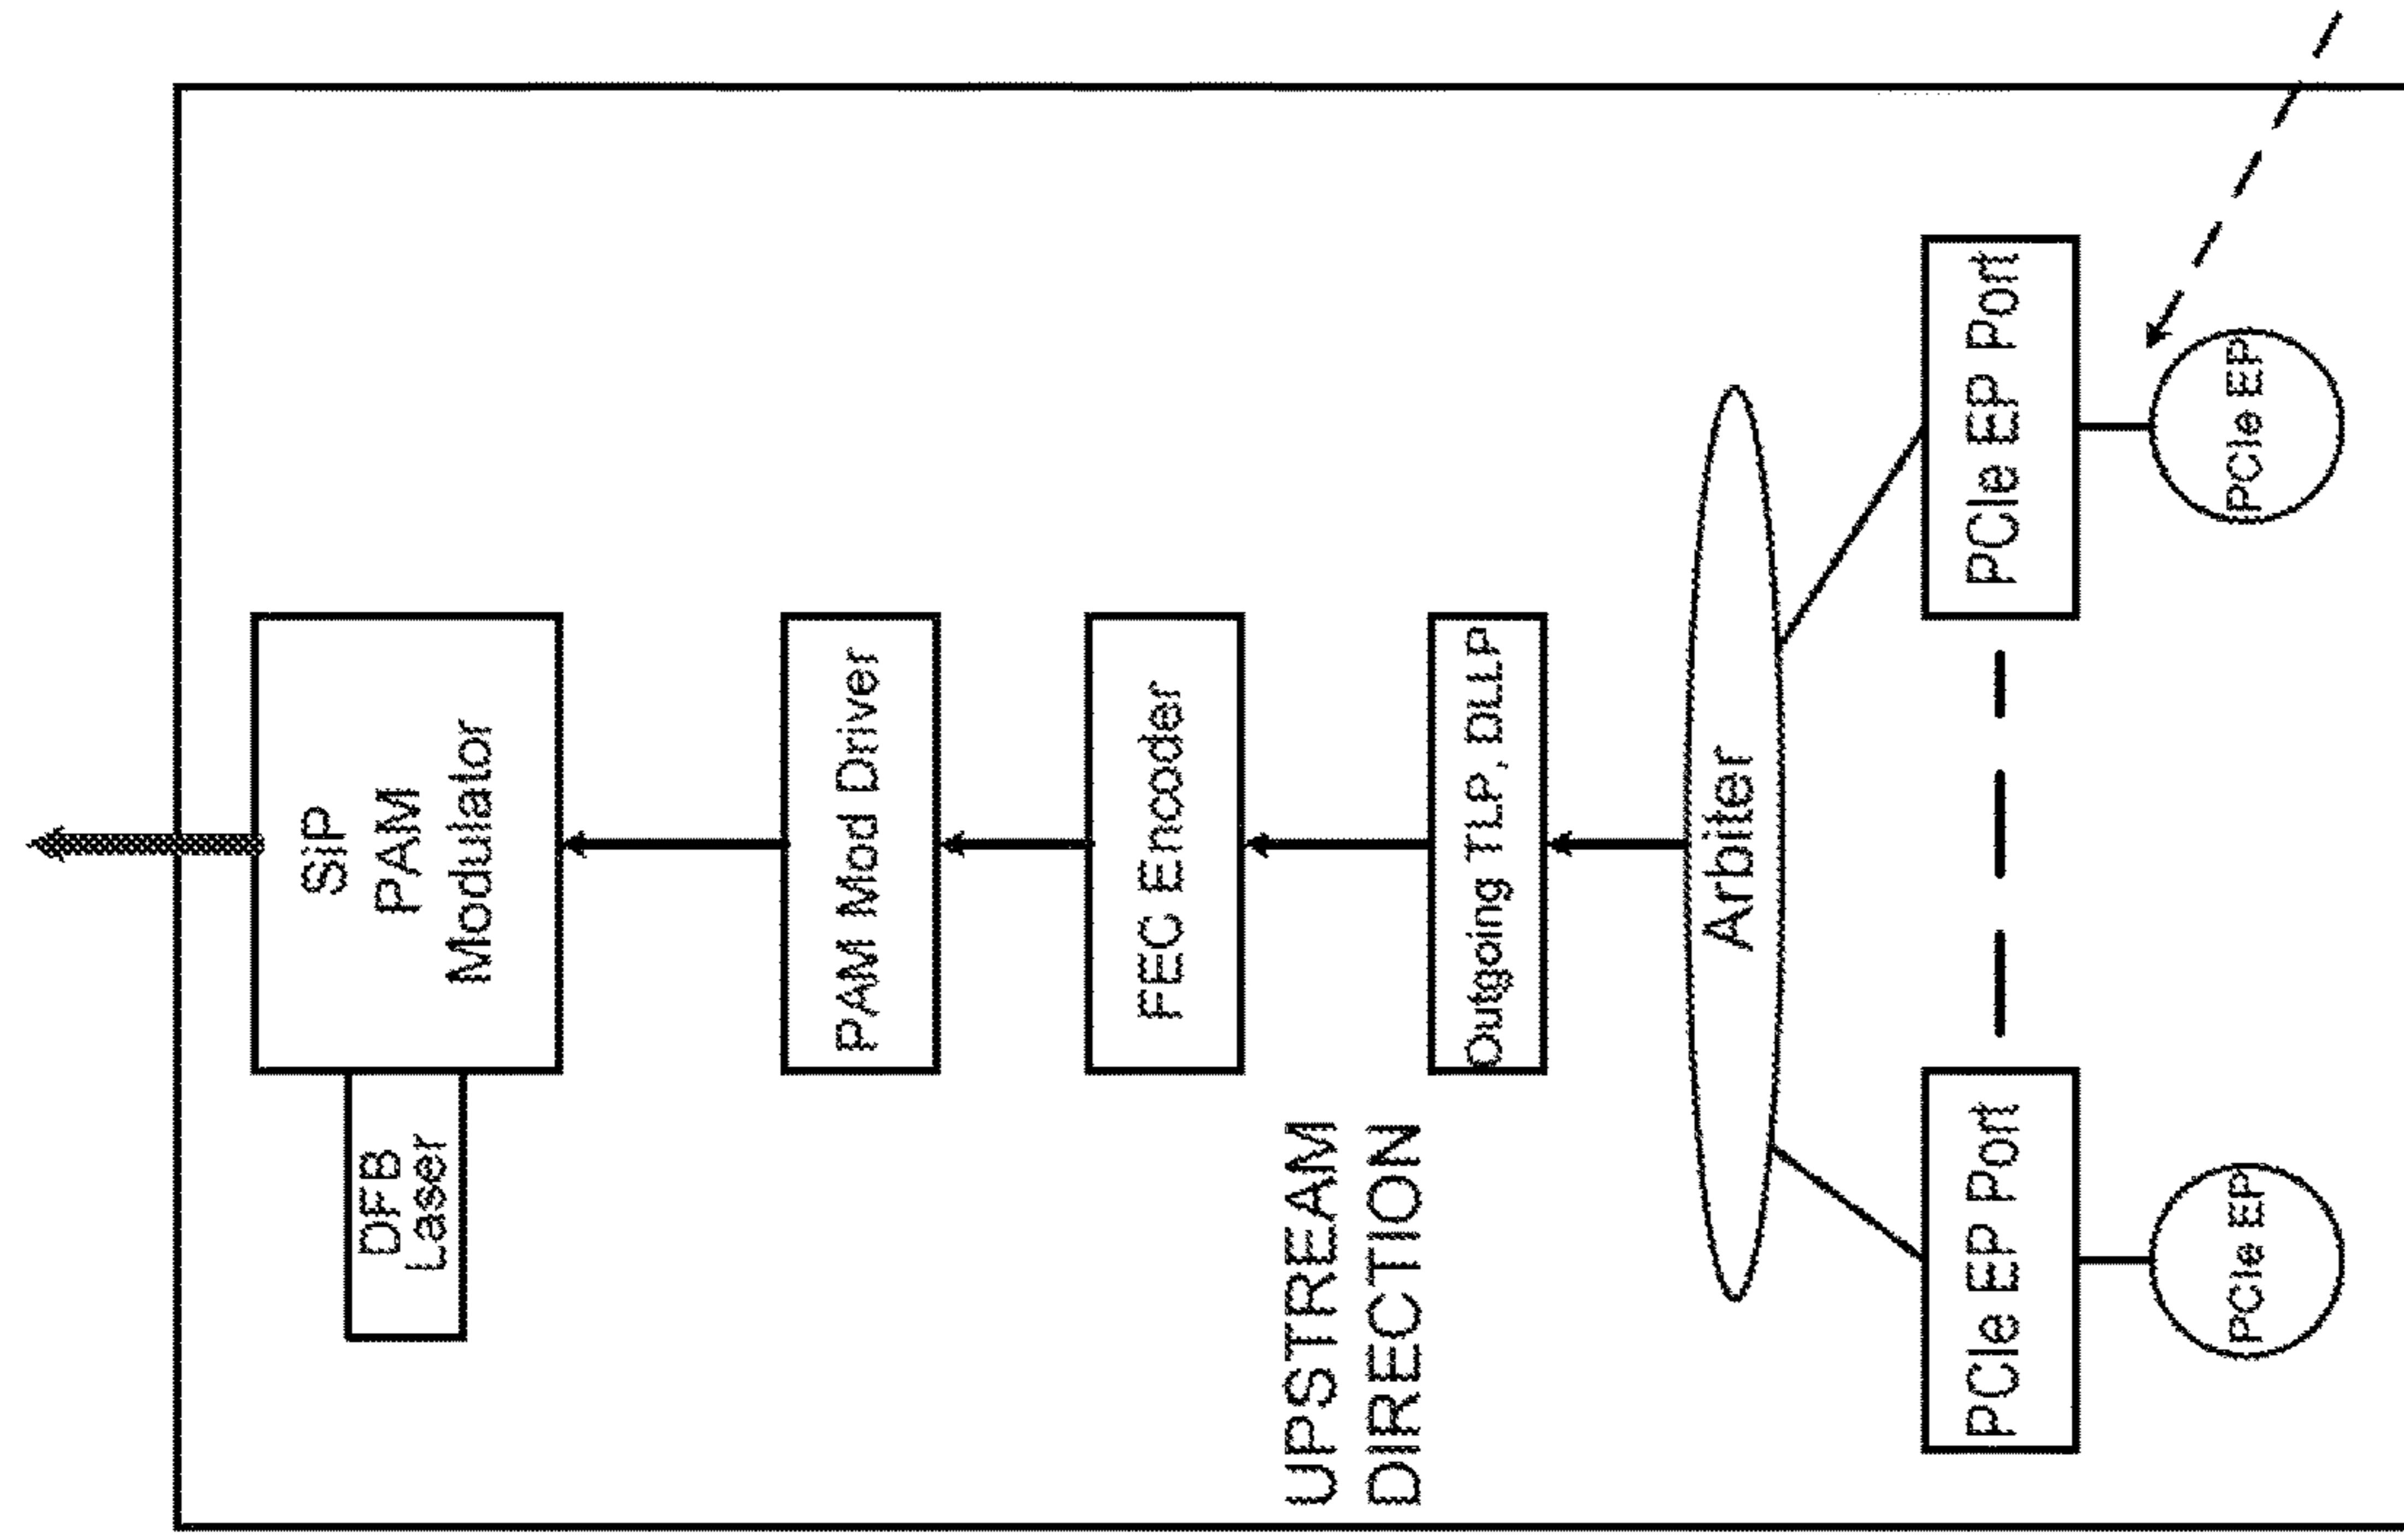 SiP
PAM
Modulator
DFB
Laser
PAM Mod Driver
FEC Encoder
UPSTREAM
DIRECTION
Outgoing TLP, DLLP
Arbiter
PCIe EP Port
PCIe EP Port
PCIe EP
PCIe EP